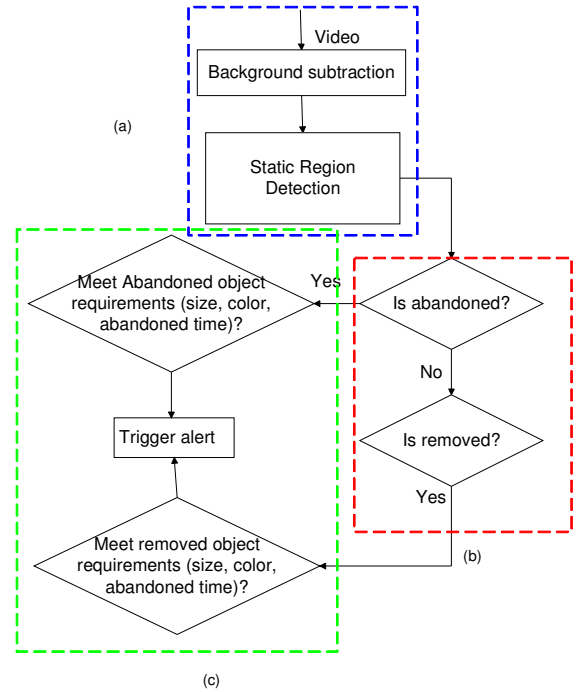 Video
Background subtraction
(a)
Static Region
Detection
Meet Abandoned object
requirements (size, color,
abandoned time)?
Yes
Is abandoned?
No
Trigger alert
Is removed?
Yes
Meet removed object
requirements (size, color,
abandoned time)?
(b)
(c)